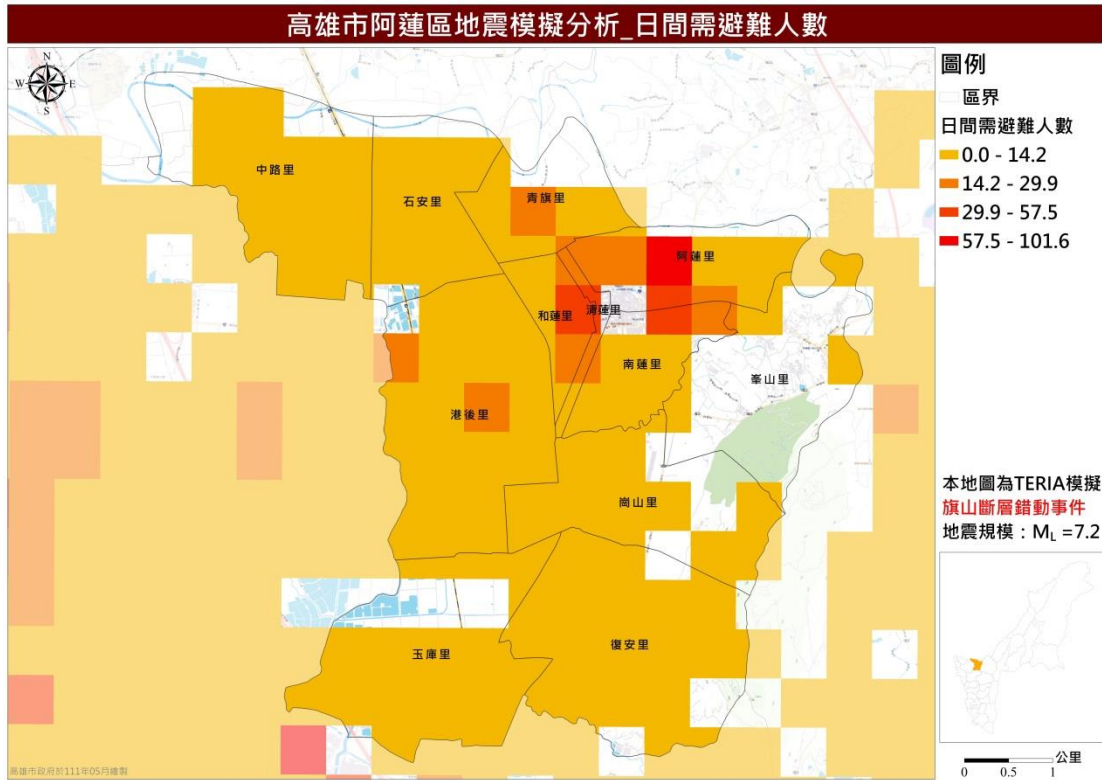 高雄市阿蓮區地震模擬分析_日間需避難人數
N
W
E
S
中路里
石安里
青旗里
阿蓮里
和蓮里
清蓮里
南蓮里
峯山里
港後里
崗山里
玉庫里
復安里
高雄市政府於111年05月繪製
圖例
區界
日間需避難人數
0.0 - 14.2
14.2 - 29.9
29.9 - 57.5
57.5 - 101.6
本地圖為TERIA模擬
旗山斷層錯動事件
地震規模：ML =7.2
公里
0 0.5 1